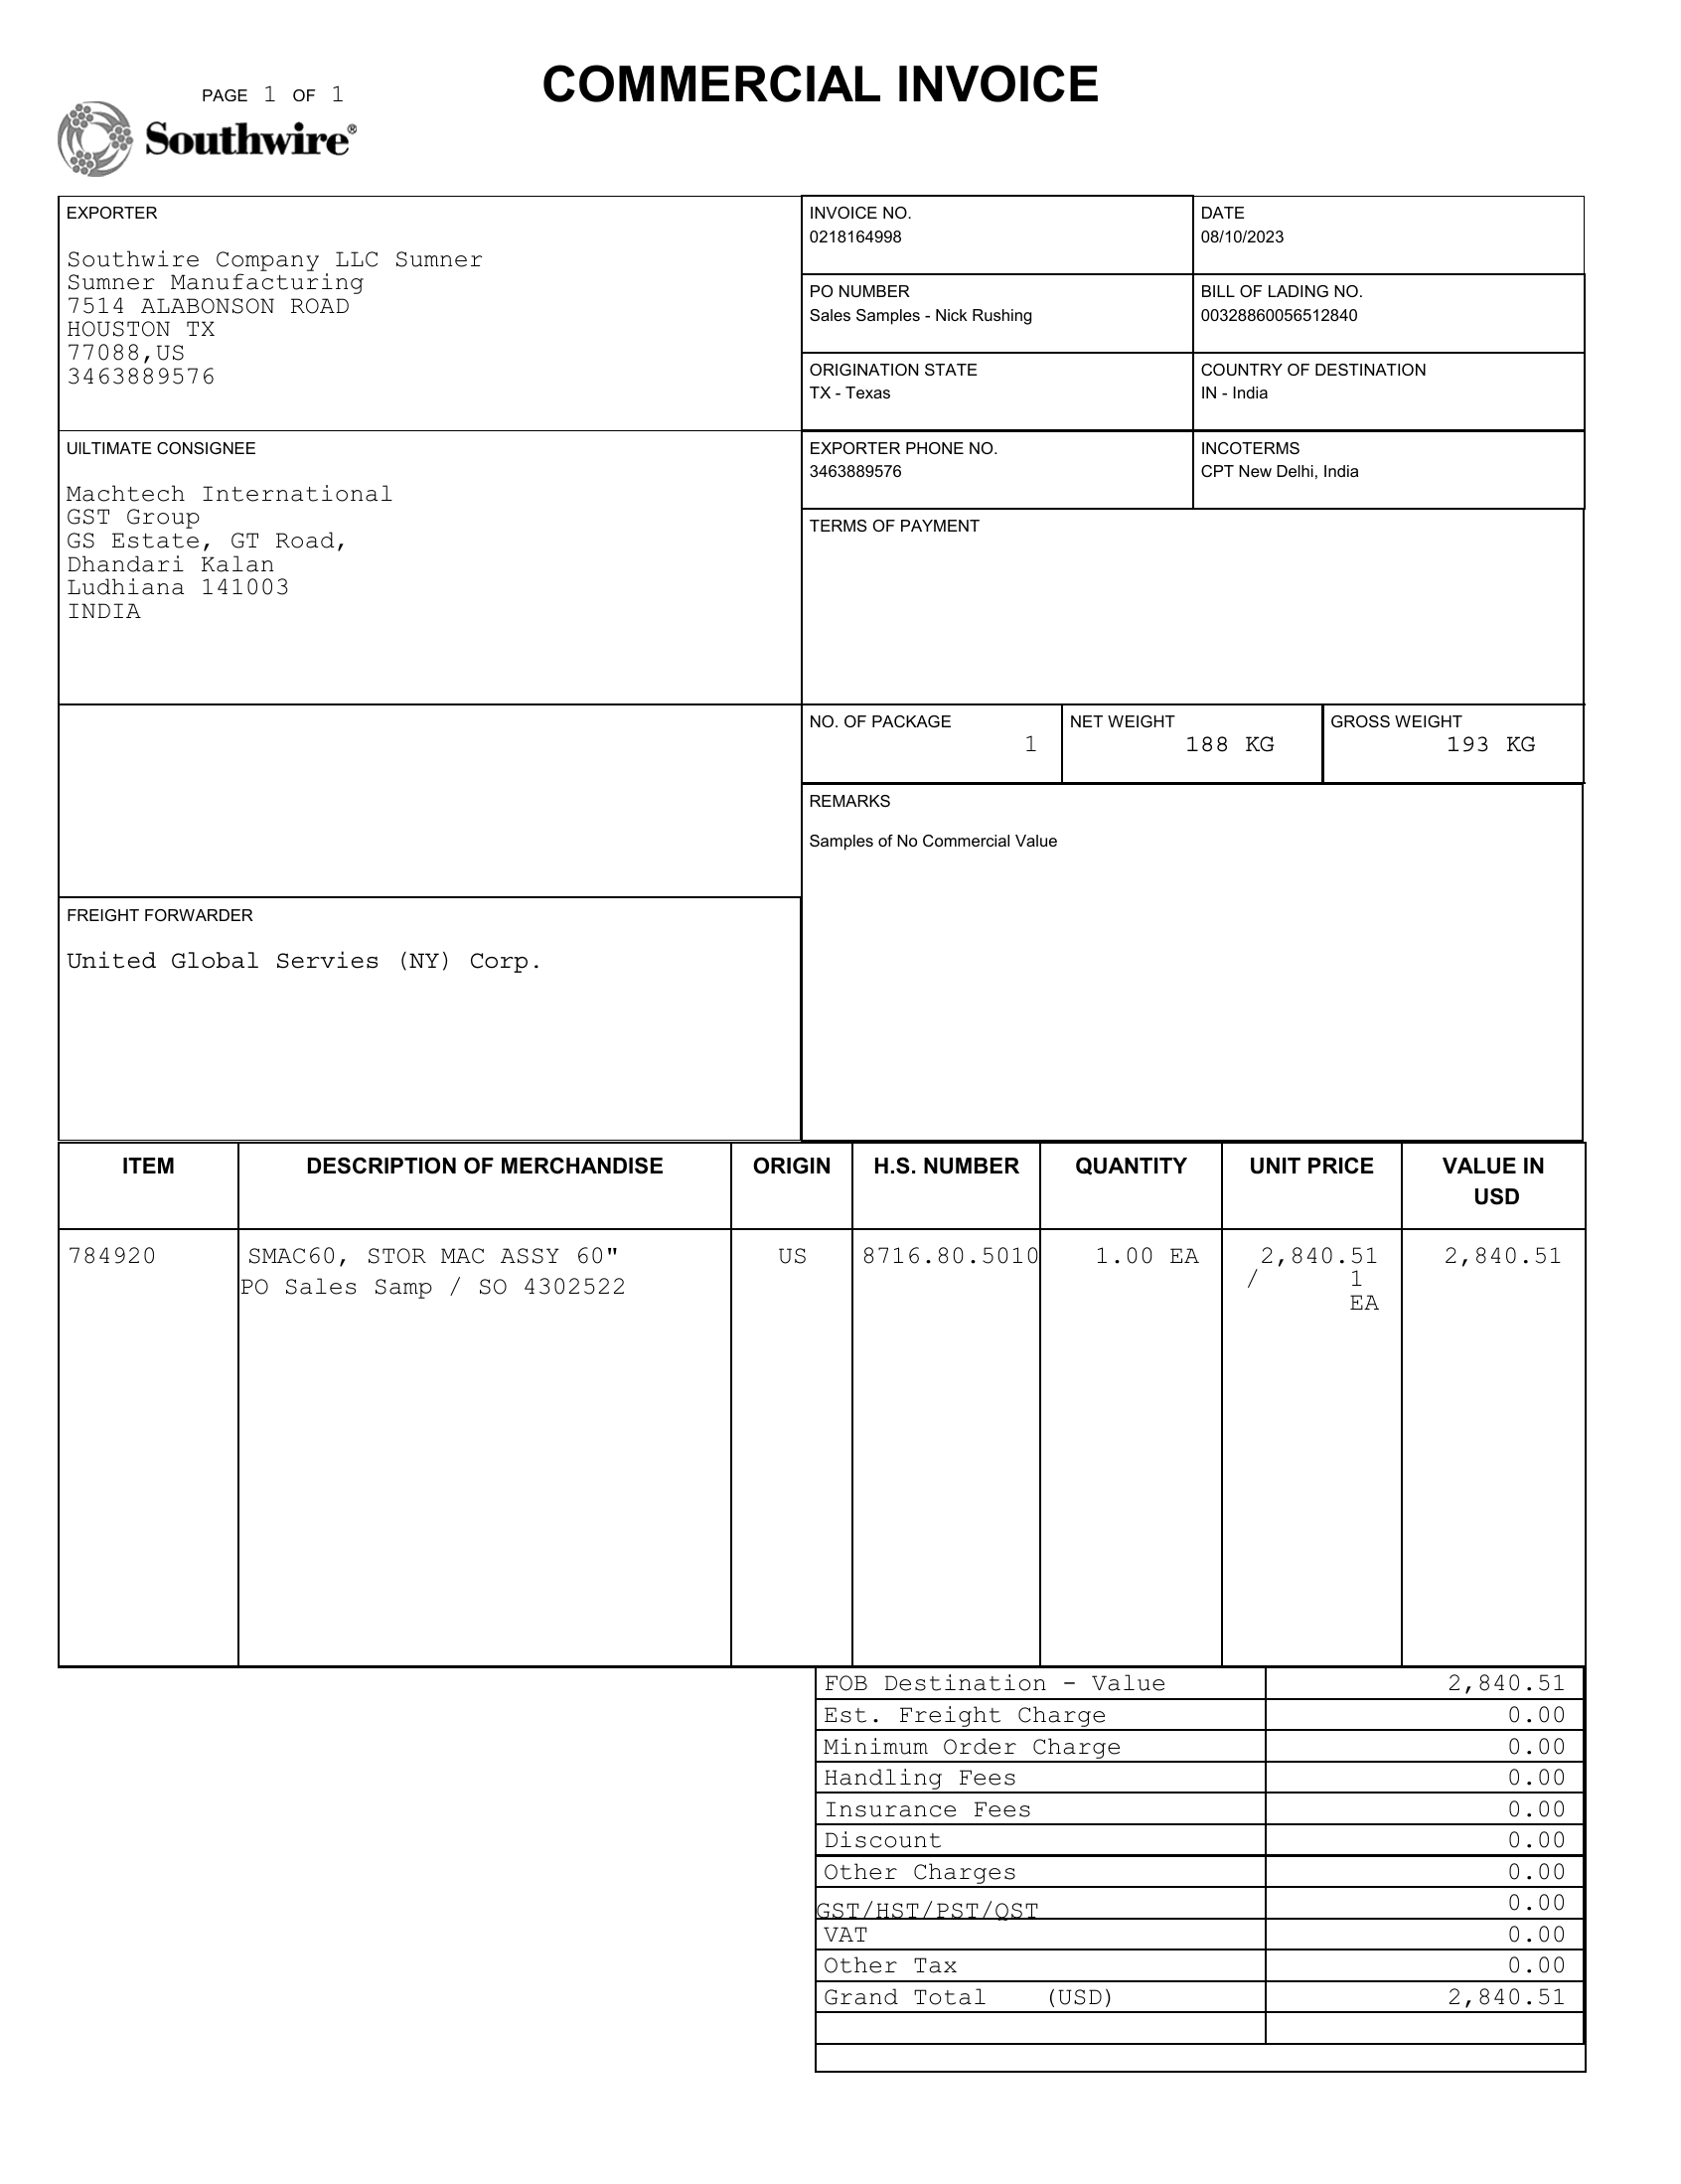 COMMERCIAL INVOICE
PAGE 1 OF 1
Southwire®
EXPORTER
Southwire Company LLC Sumner
Sumner Manufacturing
7514 ALABONSON ROAD
HOUSTON TX
77088,US
3463889576
INVOICE NO.
0218164998
DATE
08/10/2023
PO NUMBER
Sales Samples - Nick Rushing
BILL OF LADING NO.
00328860056512840
ORIGINATION STATE
TX - Texas
COUNTRY OF DESTINATION
IN - India
UILTIMATE CONSIGNEE
Machtech International
GST Group
GS Estate, GT Road,
Dhandari Kalan
Ludhiana 141003
INDIA
EXPORTER PHONE NO.
3463889576
INCOTERMS
CPT New Delhi, India
TERMS OF PAYMENT
NO. OF PACKAGE
1
NET WEIGHT
188 KG
GROSS WEIGHT
193 KG
REMARKS
Samples of No Commercial Value
FREIGHT FORWARDER
United Global Servies (NY) Corp.
ITEM DESCRIPTION OF MERCHANDISE ORIGIN H.S. NUMBER QUANTITY UNIT PRICE VALUE IN
USD
784920 SMAC60, STOR MAC ASSY 60" US 8716.80.5010 1.00 EA 2,840.51 2,840.51
PO Sales Samp / SO 4302522 / 1
EA
FOB Destination - Value 2,840.51
Est. Freight Charge 0.00
Minimum Order Charge 0.00
Handling Fees 0.00
Insurance Fees 0.00
Discount 0.00
Other Charges 0.00
GST/HST/PST/QST 0.00
VAT 0.00
Other Tax 0.00
Grand Total (USD) 2,840.51